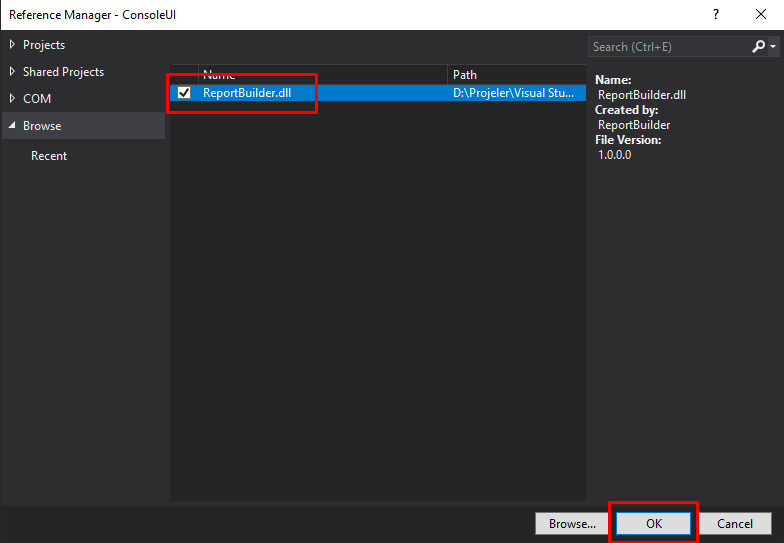 Reference Manager - ConsoleUI
Projects
Shared Projects
COM
Browse
Recent
Name Path
ReportBuilder.dll D:\Projeler\Visual Stu...
Search (Ctrl+E)
Name:
ReportBuilder.dll
Created by:
ReportBuilder
File Version:
1.0.0.0
Browse... OK Cancel